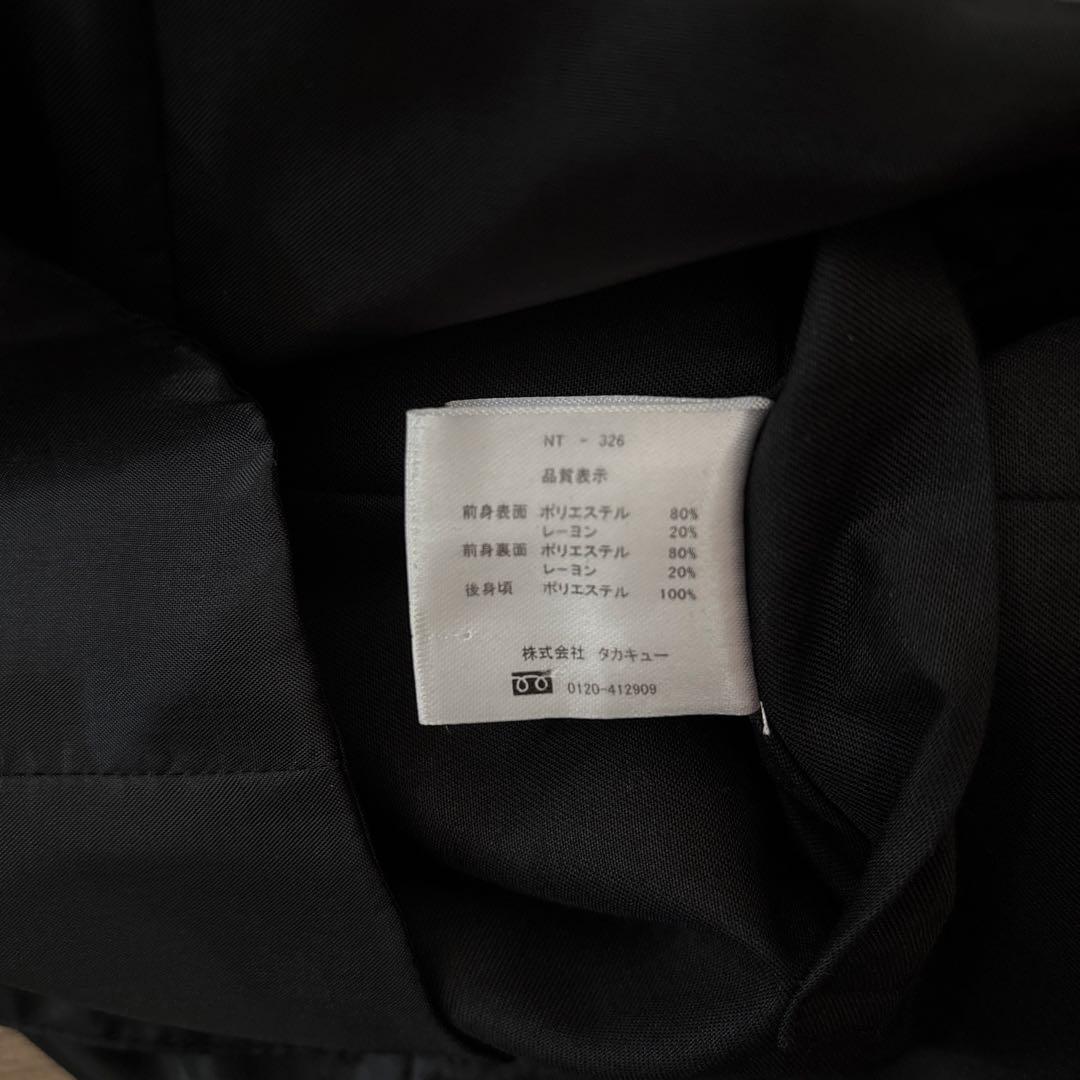 NT - 326
品質表示
前身表面 ポリエステル 80%
レーヨン 20%
前身裏面 ポリエステル 80%
レーヨン 20%
後身頃 ポリエステル 100%
株式会社 タカキュー
0120-412909